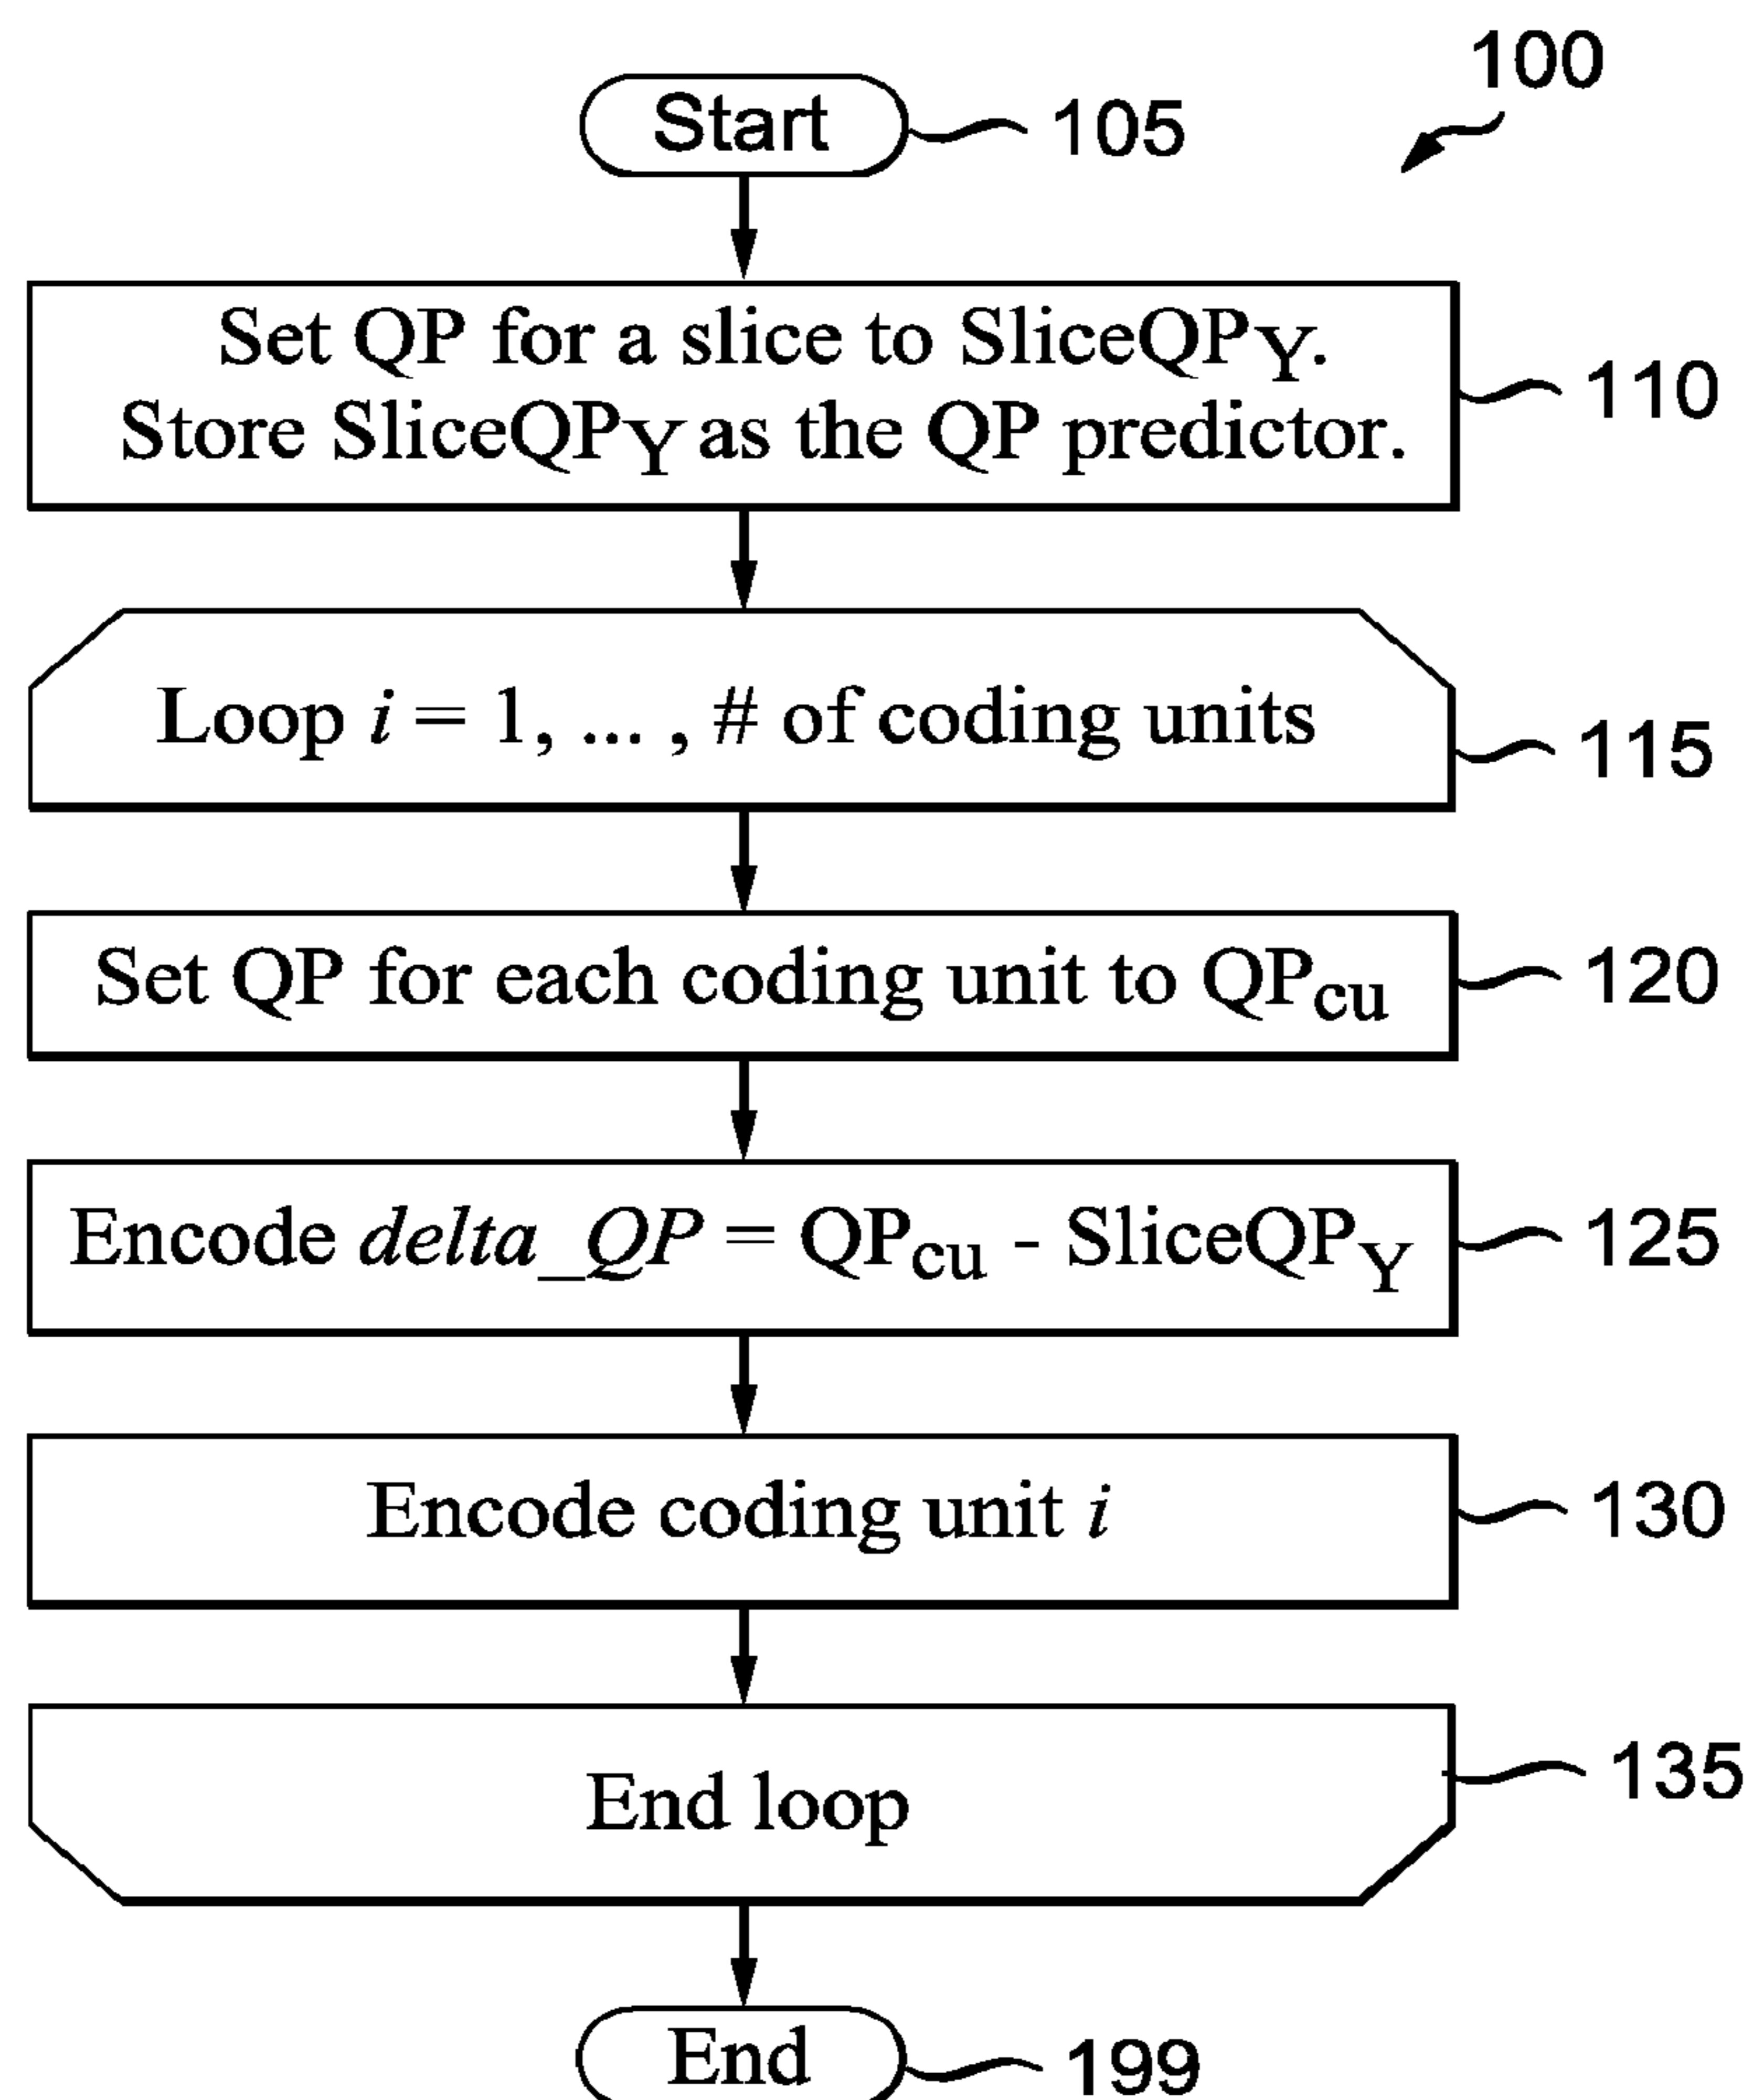 100
Start 105
Set QP for a slice to SliceQPY.
Store SliceQPY as the QP predictor.
110
Loop i = 1, ... , # of coding units
115
Set QP for each coding unit to QPcu
120
Encode delta_QP = QPcu - SliceQPY
125
Encode coding unit i
130
End loop
135
End 199